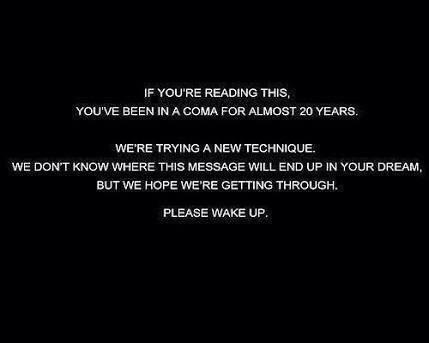 IF YOU'RE READING THIS,
YOU'VE BEEN IN A COMA FOR ALMOST 20 YEARS.
WE'RE TRYING A NEW TECHNIQUE.
WE DON'T KNOW WHERE THIS MESSAGE WILL END UP IN YOUR DREAM,
BUT WE HOPE WE'RE GETTING THROUGH.
PLEASE WAKE UP.